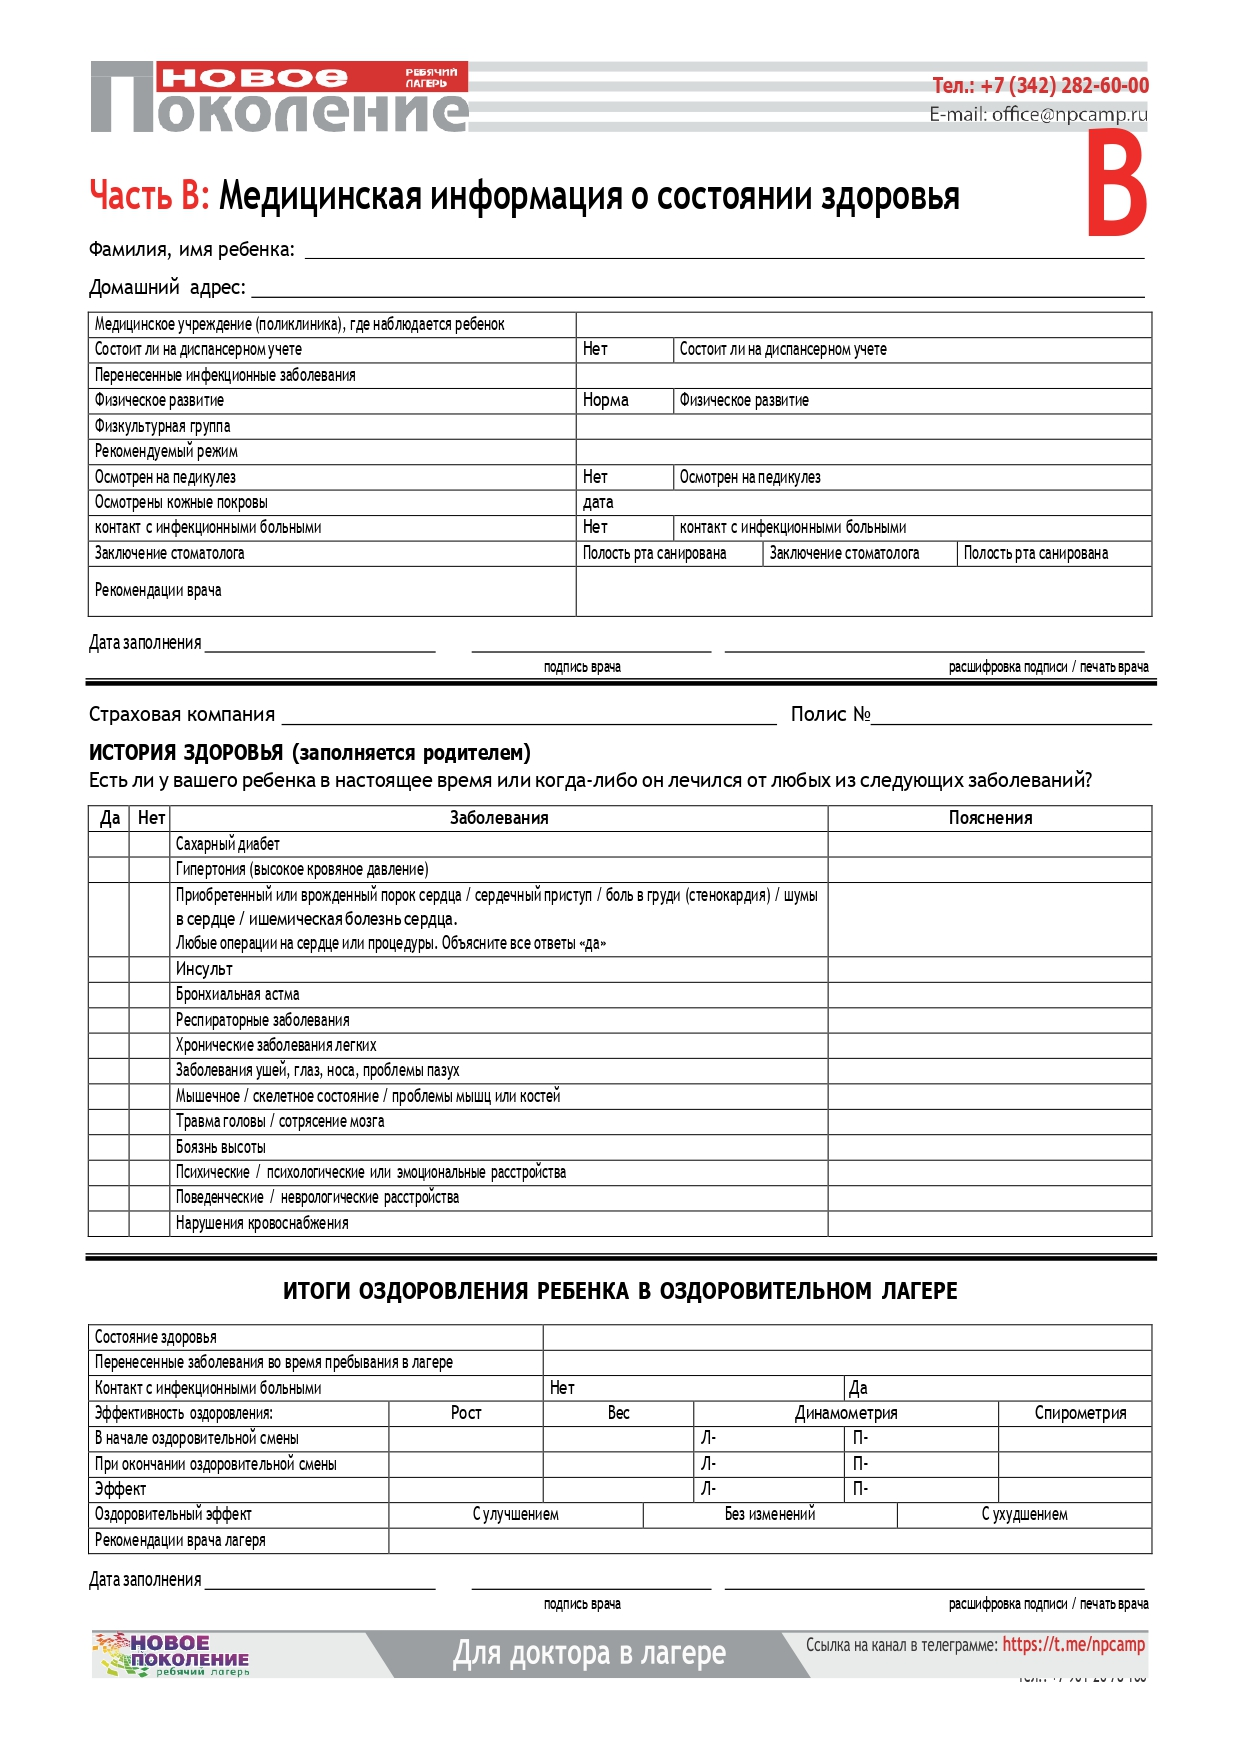 НОВОЕ РЕБЯЧИЙ ЛАГЕРЬ
Поколение
Тел.: +7 (342) 282-60-00
E-mail: office@npcamp.ru
В
Часть В: Медицинская информация о состоянии здоровья
Фамилия, имя ребенка:
Домашний адрес:
Медицинское учреждение (поликлиника), где наблюдается ребенок
Состоит ли на диспансерном учете Нет Состоит ли на диспансерном учете
Перенесенные инфекционные заболевания
Физическое развитие Норма Физическое развитие
Физкультурная группа
Рекомендуемый режим
Осмотрен на педикулез Нет Осмотрен на педикулез
Осмотрены кожные покровы дата
контакт с инфекционными больными Нет контакт с инфекционными больными
Заключение стоматолога Полость рта санирована Заключение стоматолога Полость рта санирована
Рекомендации врача
Дата заполнения
подпись врача расшифровка подписи / печать врача
Страховая компания Полис №
ИСТОРИЯ ЗДОРОВЬЯ (заполняется родителем)
Есть ли у вашего ребенка в настоящее время или когда-либо он лечился от любых из следующих заболеваний?
Да Нет Заболевания Пояснения
Сахарный диабет
Гипертония (высокое кровяное давление)
Приобретенный или врожденный порок сердца / сердечный приступ / боль в груди (стенокардия) / шумы
в сердце / ишемическая болезнь сердца.
Любые операции на сердце или процедуры. Объясните все ответы «да»
Инсульт
Бронхиальная астма
Респираторные заболевания
Хронические заболевания легких
Заболевания ушей, глаз, носа, проблемы пазух
Мышечное / скелетное состояние / проблемы мышц или костей
Травма головы / сотрясение мозга
Боязнь высоты
Психические / психологические или эмоциональные расстройства
Поведенческие / неврологические расстройства
Нарушения кровоснабжения
ИТОГИ ОЗДОРОВЛЕНИЯ РЕБЕНКА В ОЗДОРОВИТЕЛЬНОМ ЛАГЕРЕ
Состояние здоровья
Перенесенные заболевания во время пребывания в лагере
Контакт с инфекционными больными Нет Да
Эффективность оздоровления: Рост Вес Динамометрия Спирометрия
В начале оздоровительной смены Л- П-
При окончании оздоровительной смены Л- П-
Эффект Л- П-
Оздоровительный эффект С улучшением Без изменений С ухудшением
Рекомендации врача лагеря
Дата заполнения
подпись врача расшифровка подписи / печать врача
НОВОЕ
ПОКОЛЕНИЕ
ребячий лагерь
Для доктора в лагере
Ссылка на канал в телеграмме: https://t.me/npcamp